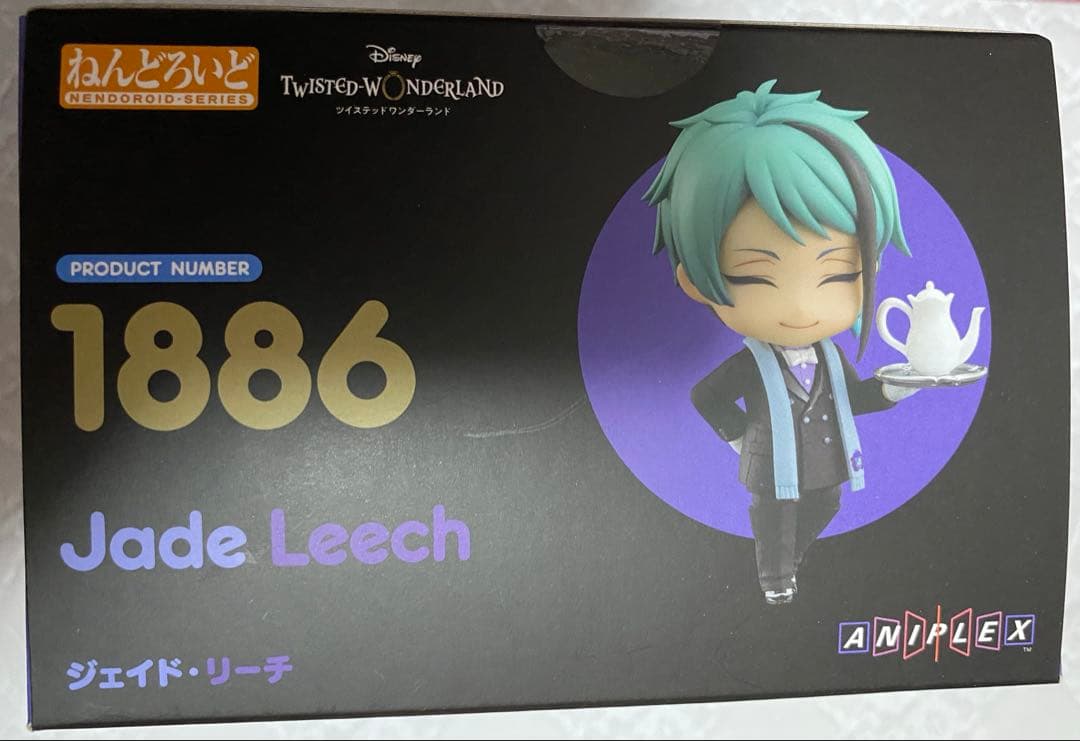 ねんどろいど
NENDOROID-SERIES
Disney
TWISTED-WONDERLAND
ツイステッドワンダーランド
PRODUCT NUMBER
1886
Jade Leech
ジェイド・リーチ
ANIPLEX
TM